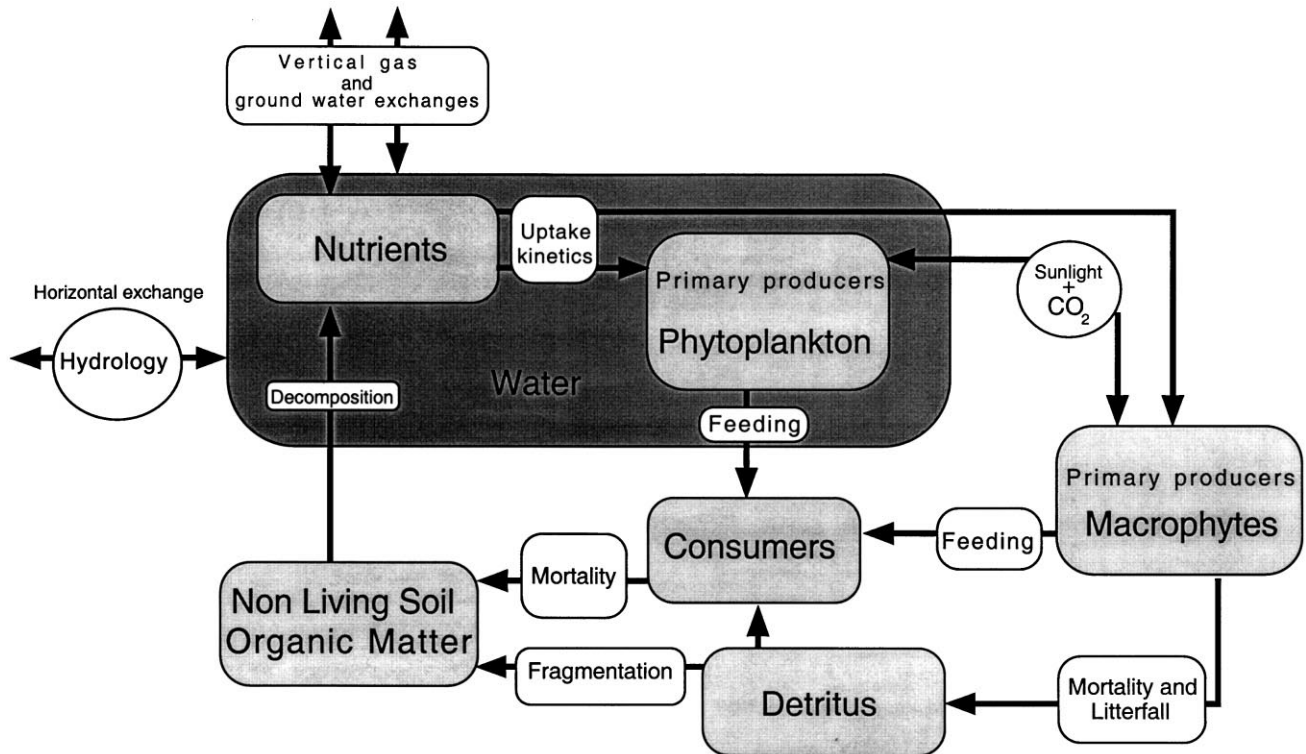 Vertical gas
and
ground water exchanges
Nutrients
Uptake
kinetics
Primary producers
Phytoplankton
Sunlight
+
CO2
Horizontal exchange
Hydrology
Water
Decomposition
Feeding
Primary producers
Macrophytes
Consumers
Feeding
Mortality
Non Living Soil
Organic Matter
Fragmentation
Detritus
Mortality and
Litterfall